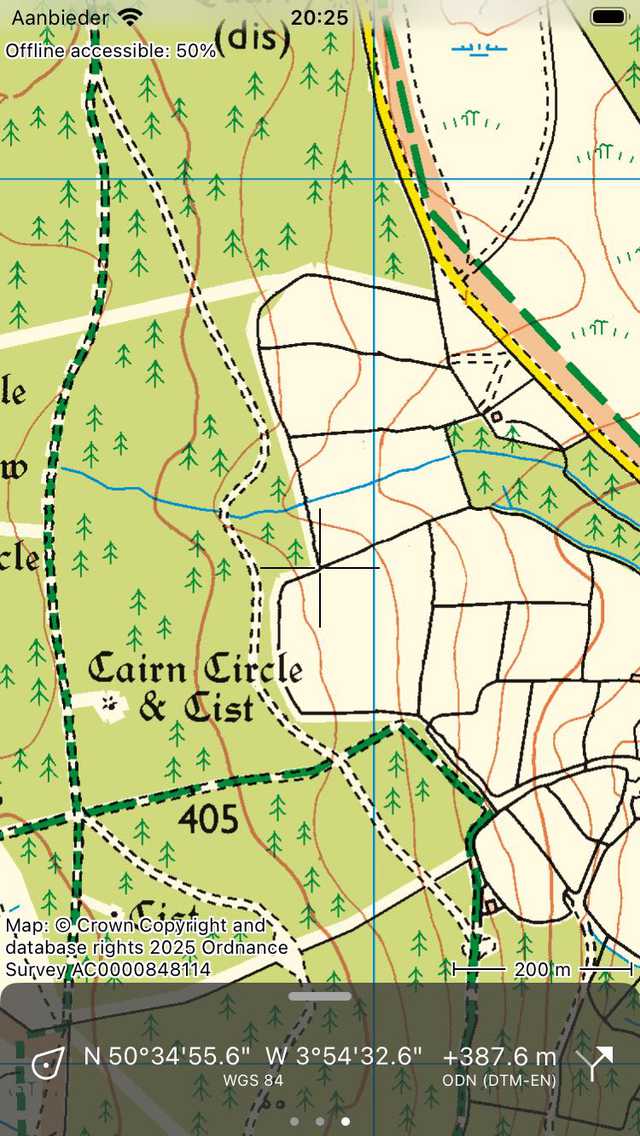 Aanbieder 20:25
Offline accessible: 50%
(dis)
le
w
cle
Cairn Circle
& Cist
405
Cist
Map: © Crown Copyright and
database rights 2025 Ordnance
Survey AC0000848114
200 m
N 50°34'55.6" W 3°54'32.6" +387.6 m
WGS 84 ODN (DTM-EN)